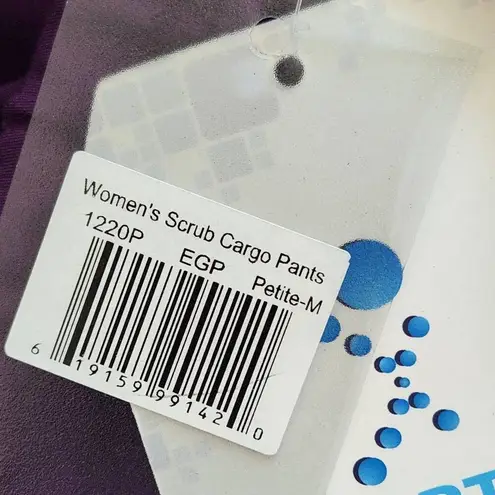 Women's Scrub Cargo Pants
1220P EGP Petite-M
6 19159 99142 0